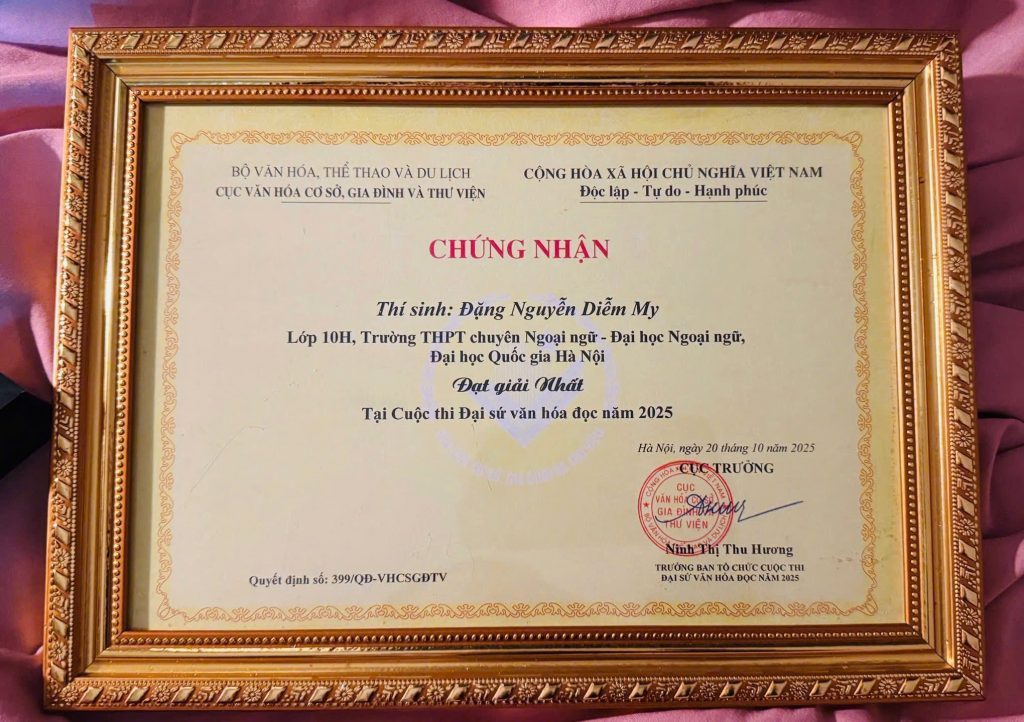 BỘ VĂN HÓA, THỂ THAO VÀ DU LỊCH
CỤC VĂN HÓA CƠ SỞ, GIA ĐÌNH VÀ THƯ VIỆN
CỘNG HÒA XÃ HỘI CHỦ NGHĨA VIỆT NAM
Độc lập - Tự do - Hạnh phúc
CHỨNG NHẬN
Thí sinh: Đặng Nguyễn Diễm My
Lớp 10H, Trường THPT chuyên Ngoại ngữ - Đại học Ngoại ngữ,
Đại học Quốc gia Hà Nội
Đạt giải Nhất
Tại Cuộc thi Đại sứ văn hóa đọc năm 2025
Hà Nội, ngày 20 tháng 10 năm 2025
CỤC TRƯỞNG
CỤC
VĂN HÓA CƠ SỞ
GIA ĐÌNH
THƯ VIỆN
Ninh Thị Thu Hương
TRƯỞNG BAN TỔ CHỨC CUỘC THI
ĐẠI SỨ VĂN HÓA ĐỌC NĂM 2025
Quyết định số: 399/QĐ-VHCSGĐTV